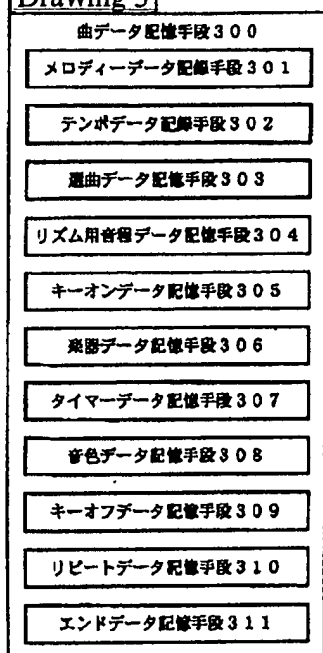 Drawing 3]
曲データ記憶手段300
メロディーデータ記録手段301
テンポデータ記録手段302
選曲データ記憶手段303
リズム用音程データ記憶手段304
キーオンデータ記憶手段305
楽器データ記憶手段306
タイマーデータ記憶手段307
音色データ記憶手段308
キーオフデータ記憶手段309
リピートデータ記憶手段310
エンドデータ記憶手段311